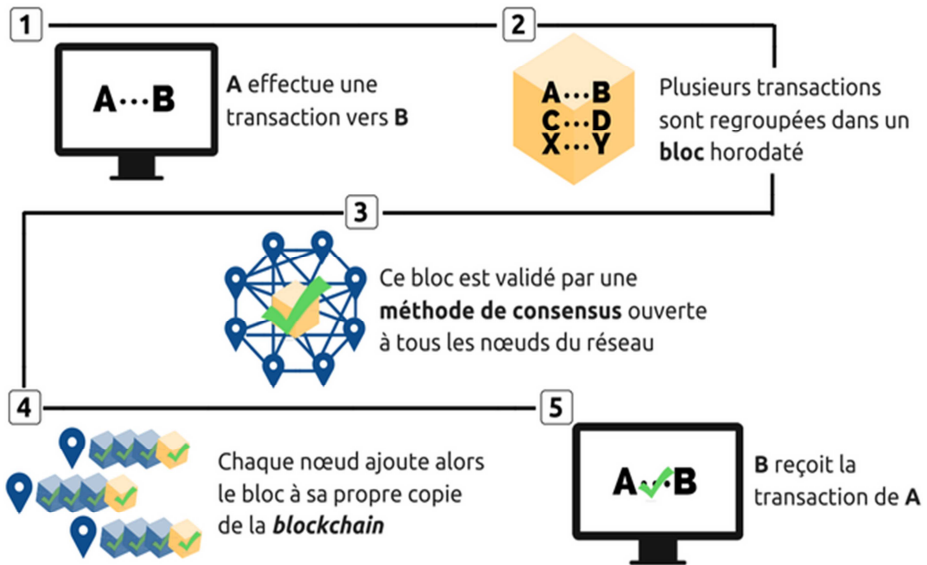 1
A···B
A effectue une
transaction vers B
2
A···B
C···D
X···Y
Plusieurs transactions
sont regroupées dans un
bloc horodaté
3
Ce bloc est validé par une
méthode de consensus ouverte
à tous les nœuds du réseau
4
Chaque nœud ajoute alors
le bloc à sa propre copie
de la blockchain
5
A···B
B reçoit la
transaction de A